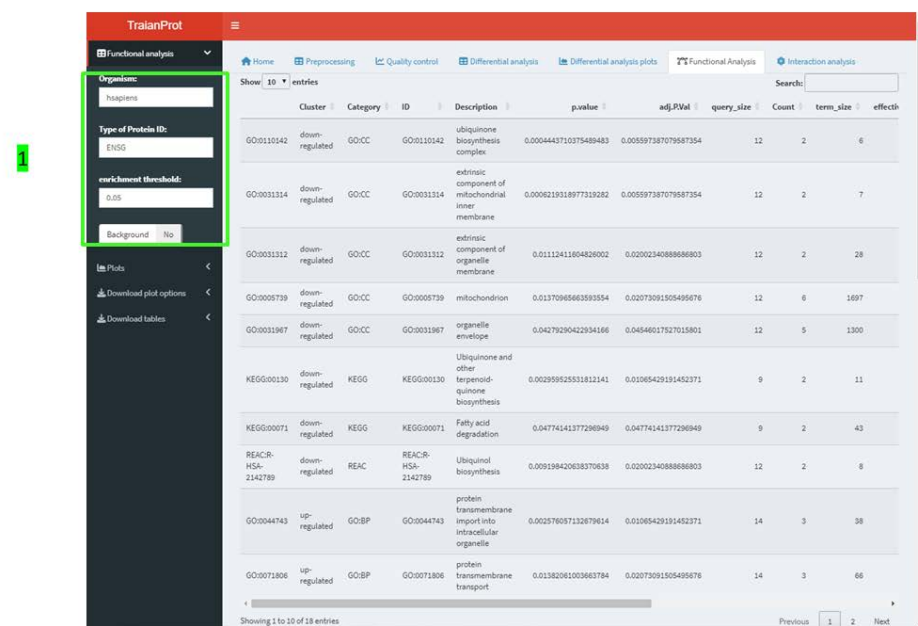 TraianProt
1
Functional analysis
Organism:
hsapiens
Type of Protein ID:
ENSG
enrichment threshold:
0.05
Background No
Plots
Download plot options
Download tables
Home Preprocessing Quality control Differential analysis Differential analysis plots Functional Analysis Interaction analysis
Show 10 entries Search:
Cluster Category ID Description p.value adj.P.Val query_size Count term_size effectiv
GO:0110142 down-regulated GO:CC GO:0110142 ubiquinone biosynthesis complex 0.0004443710375489483 0.005597387079587354 12 2 6
GO:0031314 down-regulated GO:CC GO:0031314 extrinsic component of mitochondrial inner membrane 0.0006219318977319282 0.005597387079587354 12 2 7
GO:0031312 down-regulated GO:CC GO:0031312 extrinsic component of organelle membrane 0.01112411804826002 0.02002340888686803 12 2 28
GO:0005739 down-regulated GO:CC GO:0005739 mitochondrion 0.01370965663593554 0.02073091505495676 12 6 1697
GO:0031967 down-regulated GO:CC GO:0031967 organelle envelope 0.04279290422934166 0.04546017527015801 12 5 1300
KEGG:00130 down-regulated KEGG KEGG:00130 Ubiquinone and other terpenoid-quinone biosynthesis 0.002959525531812141 0.01065429191452371 9 2 11
KEGG:00071 down-regulated KEGG KEGG:00071 Fatty acid degradation 0.04774141377296949 0.04774141377296949 9 2 43
REAC:R-HSA-2142789 down-regulated REAC REAC:R-HSA-2142789 Ubiquinol biosynthesis 0.009198420638370638 0.02002340888686803 12 2 8
GO:0044743 up-regulated GO:BP GO:0044743 protein transmembrane import into intracellular organelle 0.002576057132679614 0.01065429191452371 14 3 38
GO:0071806 up-regulated GO:BP GO:0071806 protein transmembrane transport 0.01382061003663784 0.02073091505495676 14 3 66
Showing 1 to 10 of 18 entries Previous 1 2 Next